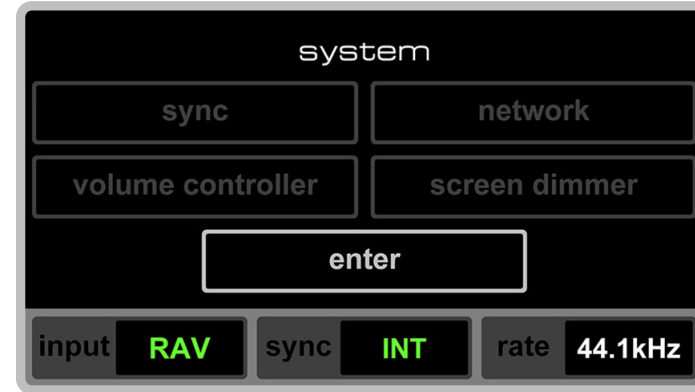 system
sync network
volume controller screen dimmer
enter
input RAV sync INT rate 44.1kHz